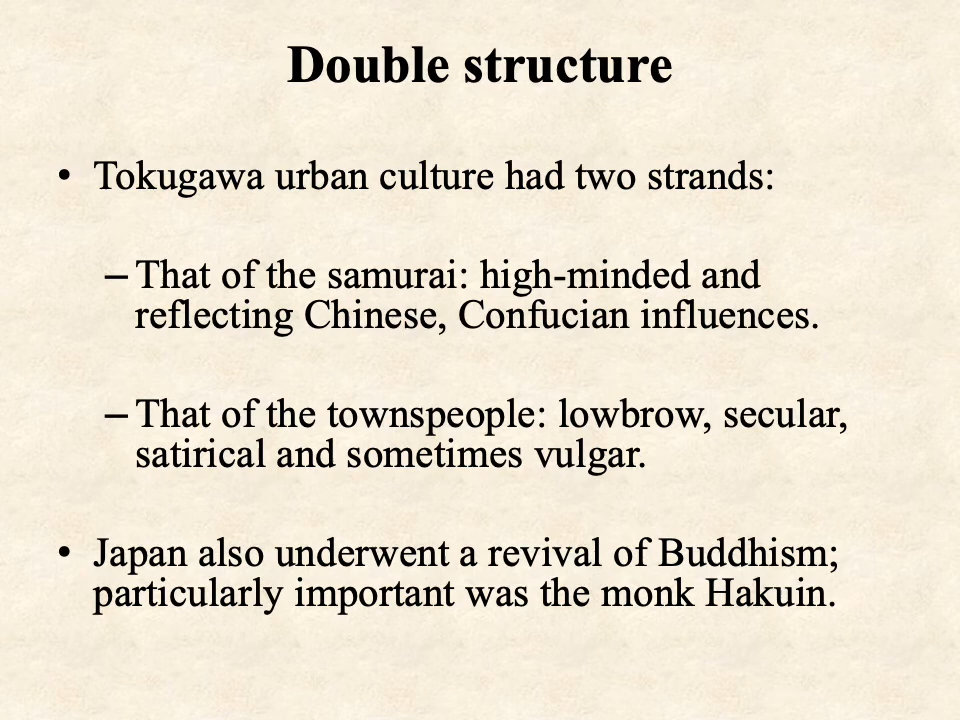 Double structure
• Tokugawa urban culture had two strands:
– That of the samurai: high-minded and
reflecting Chinese, Confucian influences.
– That of the townspeople: lowbrow, secular,
satirical and sometimes vulgar.
• Japan also underwent a revival of Buddhism;
particularly important was the monk Hakuin.